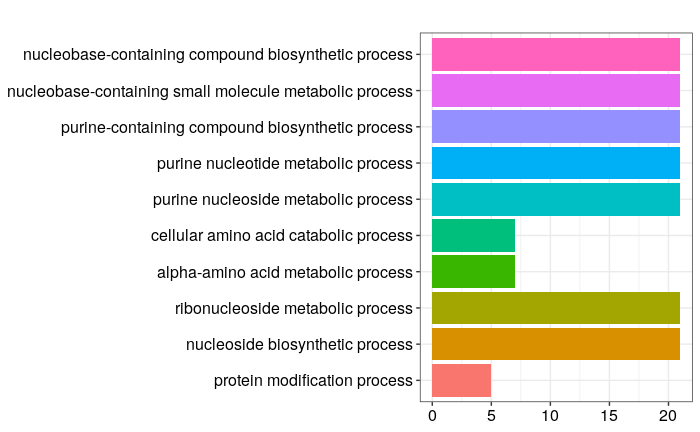 nucleobase-containing compound biosynthetic process
nucleobase-containing small molecule metabolic process
purine-containing compound biosynthetic process
purine nucleotide metabolic process
purine nucleoside metabolic process
cellular amino acid catabolic process
alpha-amino acid metabolic process
ribonucleoside metabolic process
nucleoside biosynthetic process
protein modification process
0 5 10 15 20